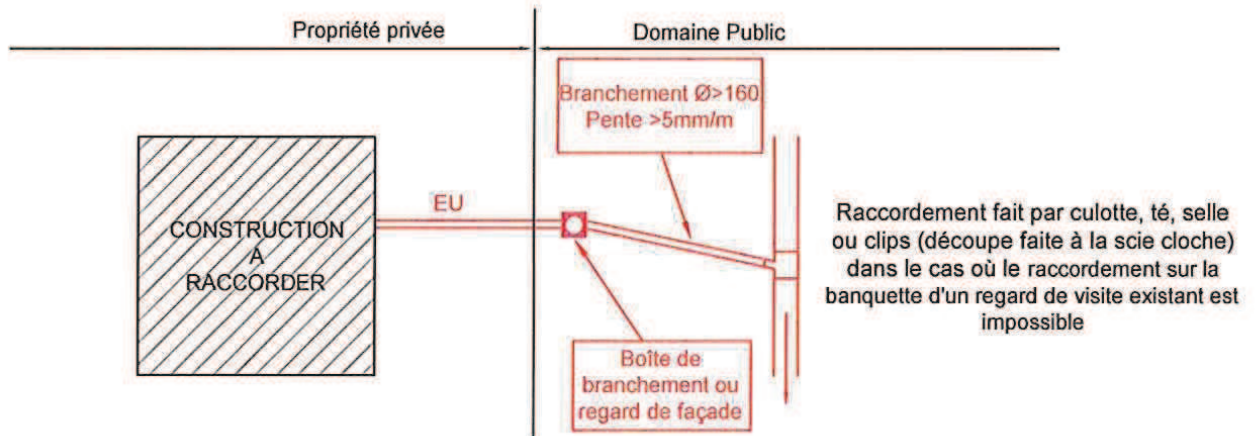 Propriété privée
Domaine Public
Branchement Ø>160
Pente >5mm/m
EU
CONSTRUCTION
A
RACCORDER
Raccordement fait par culotte, té, selle
ou clips (découpe faite à la scie cloche)
dans le cas où le raccordement sur la
banquette d'un regard de visite existant est
impossible
Boîte de
branchement ou
regard de façade